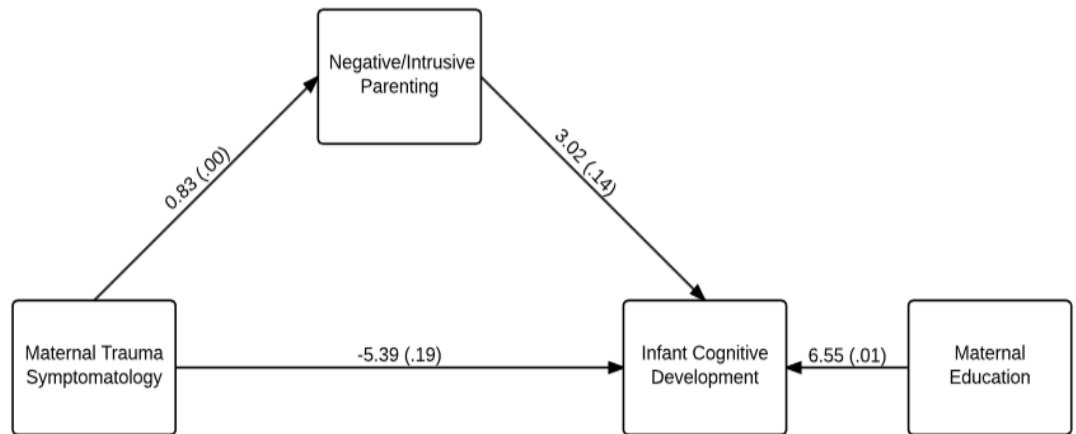 Negative/Intrusive
Parenting
0.83 (.00)
3.02 (.14)
Maternal Trauma
Symptomatology
-5.39 (.19)
Infant Cognitive
Development
6.55 (.01)
Maternal
Education